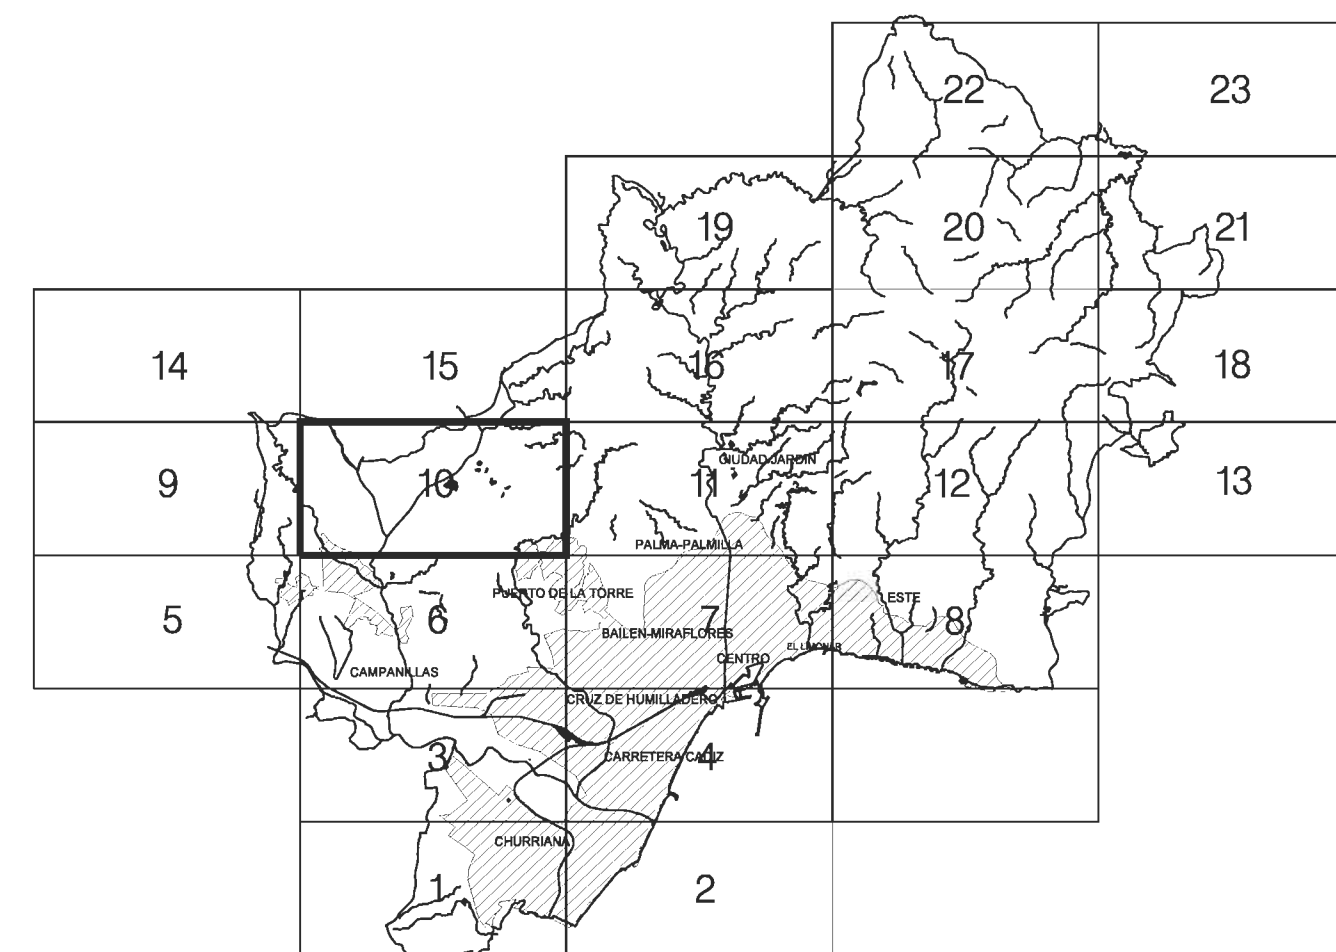 22
23
19
20
21
14
15
16
17
18
CIUDAD JARDIN
9
10
11
12
13
PALMA-PALMILLA
PUERTO DE LA TORRE
ESTE
5
6
7
8
BAILEN-MIRAFLORES
EL LIMONAR
CENTRO
CAMPANILLAS
CRUZ DE HUMILLADERO
3
CARRETERA CADIZ
4
CHURRIANA
1
2